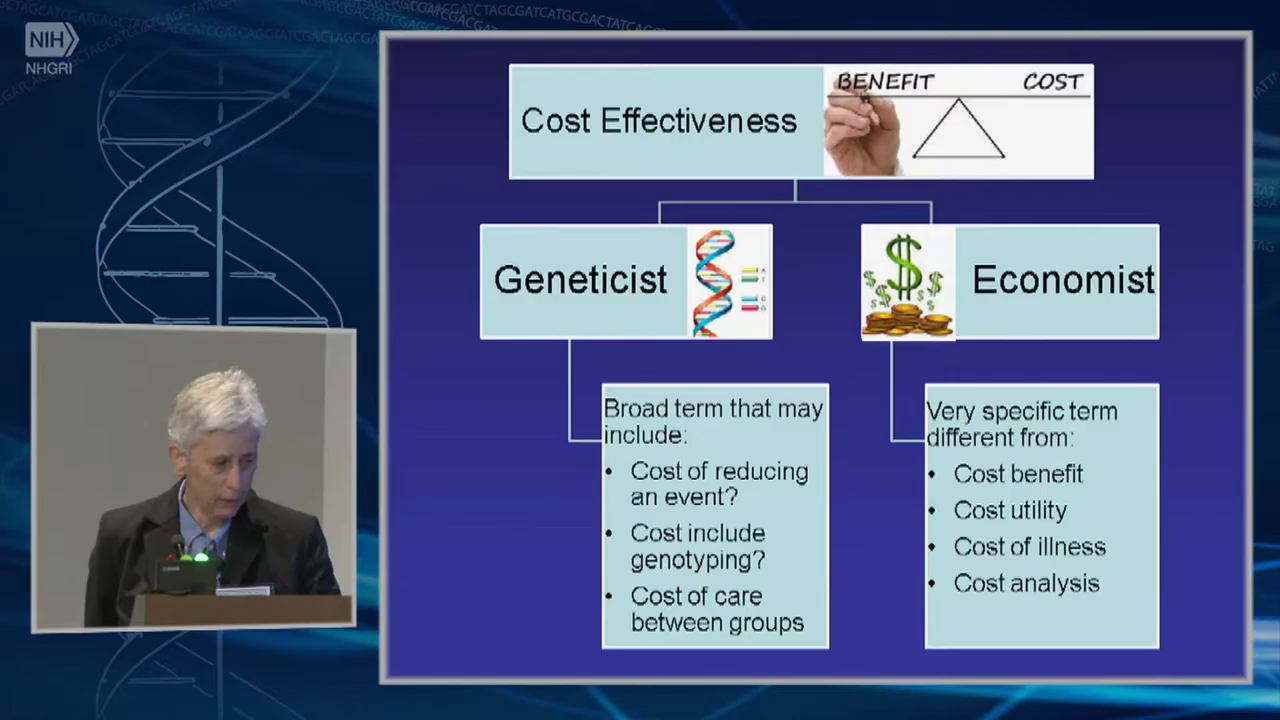 NIH
NHGRI
Cost Effectiveness
BENEFIT
COST
Geneticist
Economist
Broad term that may
include:
• Cost of reducing
an event?
• Cost include
genotyping?
• Cost of care
between groups
Very specific term
different from:
• Cost benefit
• Cost utility
• Cost of illness
• Cost analysis